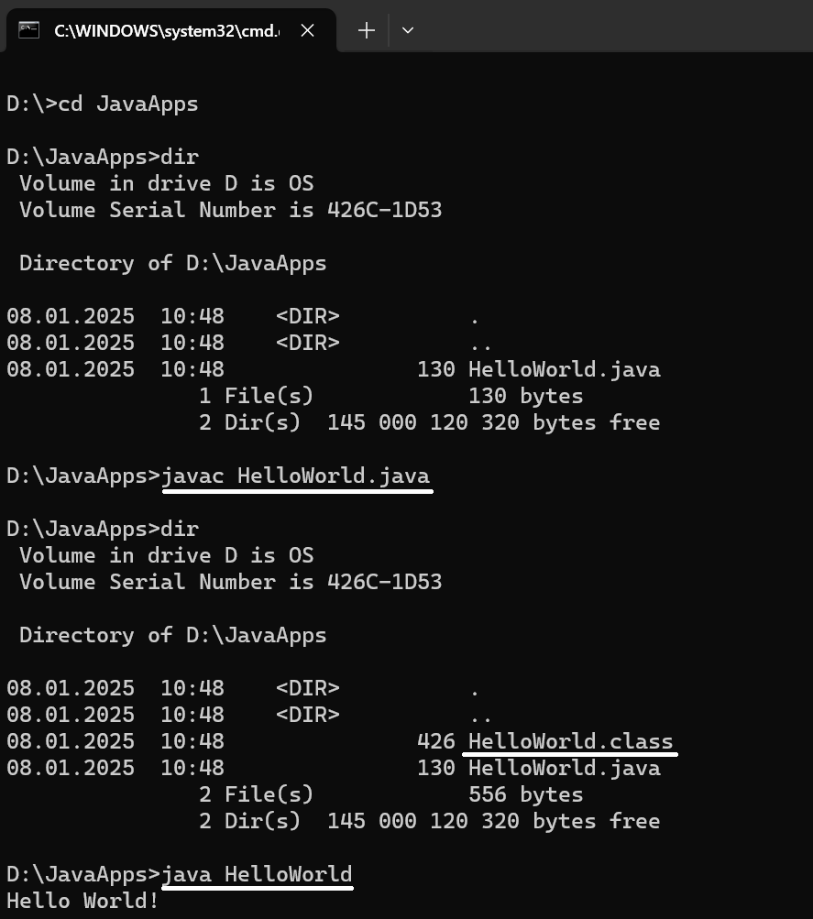 C:\WINDOWS\system32\cmd.
D:\>cd JavaApps
D:\JavaApps>dir
 Volume in drive D is OS
 Volume Serial Number is 426C-1D53
 Directory of D:\JavaApps
08.01.2025  10:48    <DIR>          .
08.01.2025  10:48    <DIR>          ..
08.01.2025  10:48               130 HelloWorld.java
               1 File(s)            130 bytes
               2 Dir(s)  145 000 120 320 bytes free
D:\JavaApps>javac HelloWorld.java
D:\JavaApps>dir
 Volume in drive D is OS
 Volume Serial Number is 426C-1D53
 Directory of D:\JavaApps
08.01.2025  10:48    <DIR>          .
08.01.2025  10:48    <DIR>          ..
08.01.2025  10:48               426 HelloWorld.class
08.01.2025  10:48               130 HelloWorld.java
               2 File(s)            556 bytes
               2 Dir(s)  145 000 120 320 bytes free
D:\JavaApps>java HelloWorld
Hello World!